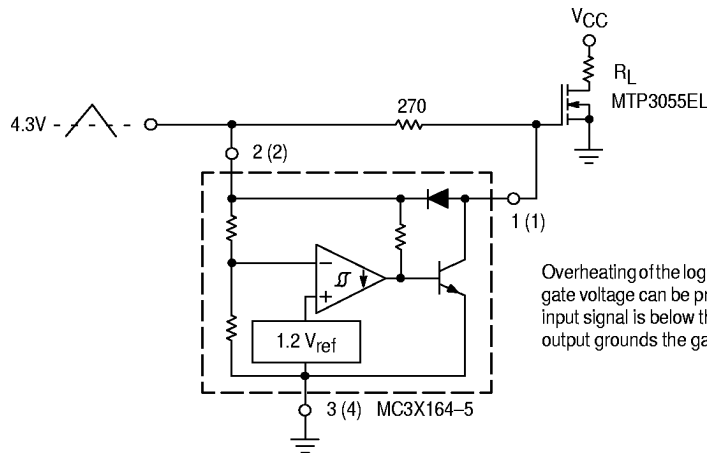 VCC
RL
MTP3055EL
4.3V
270
2 (2)
1 (1)
1.2 Vref
3 (4)
MC3X164–5
Overheating of the log
gate voltage can be pr
input signal is below th
output grounds the ga